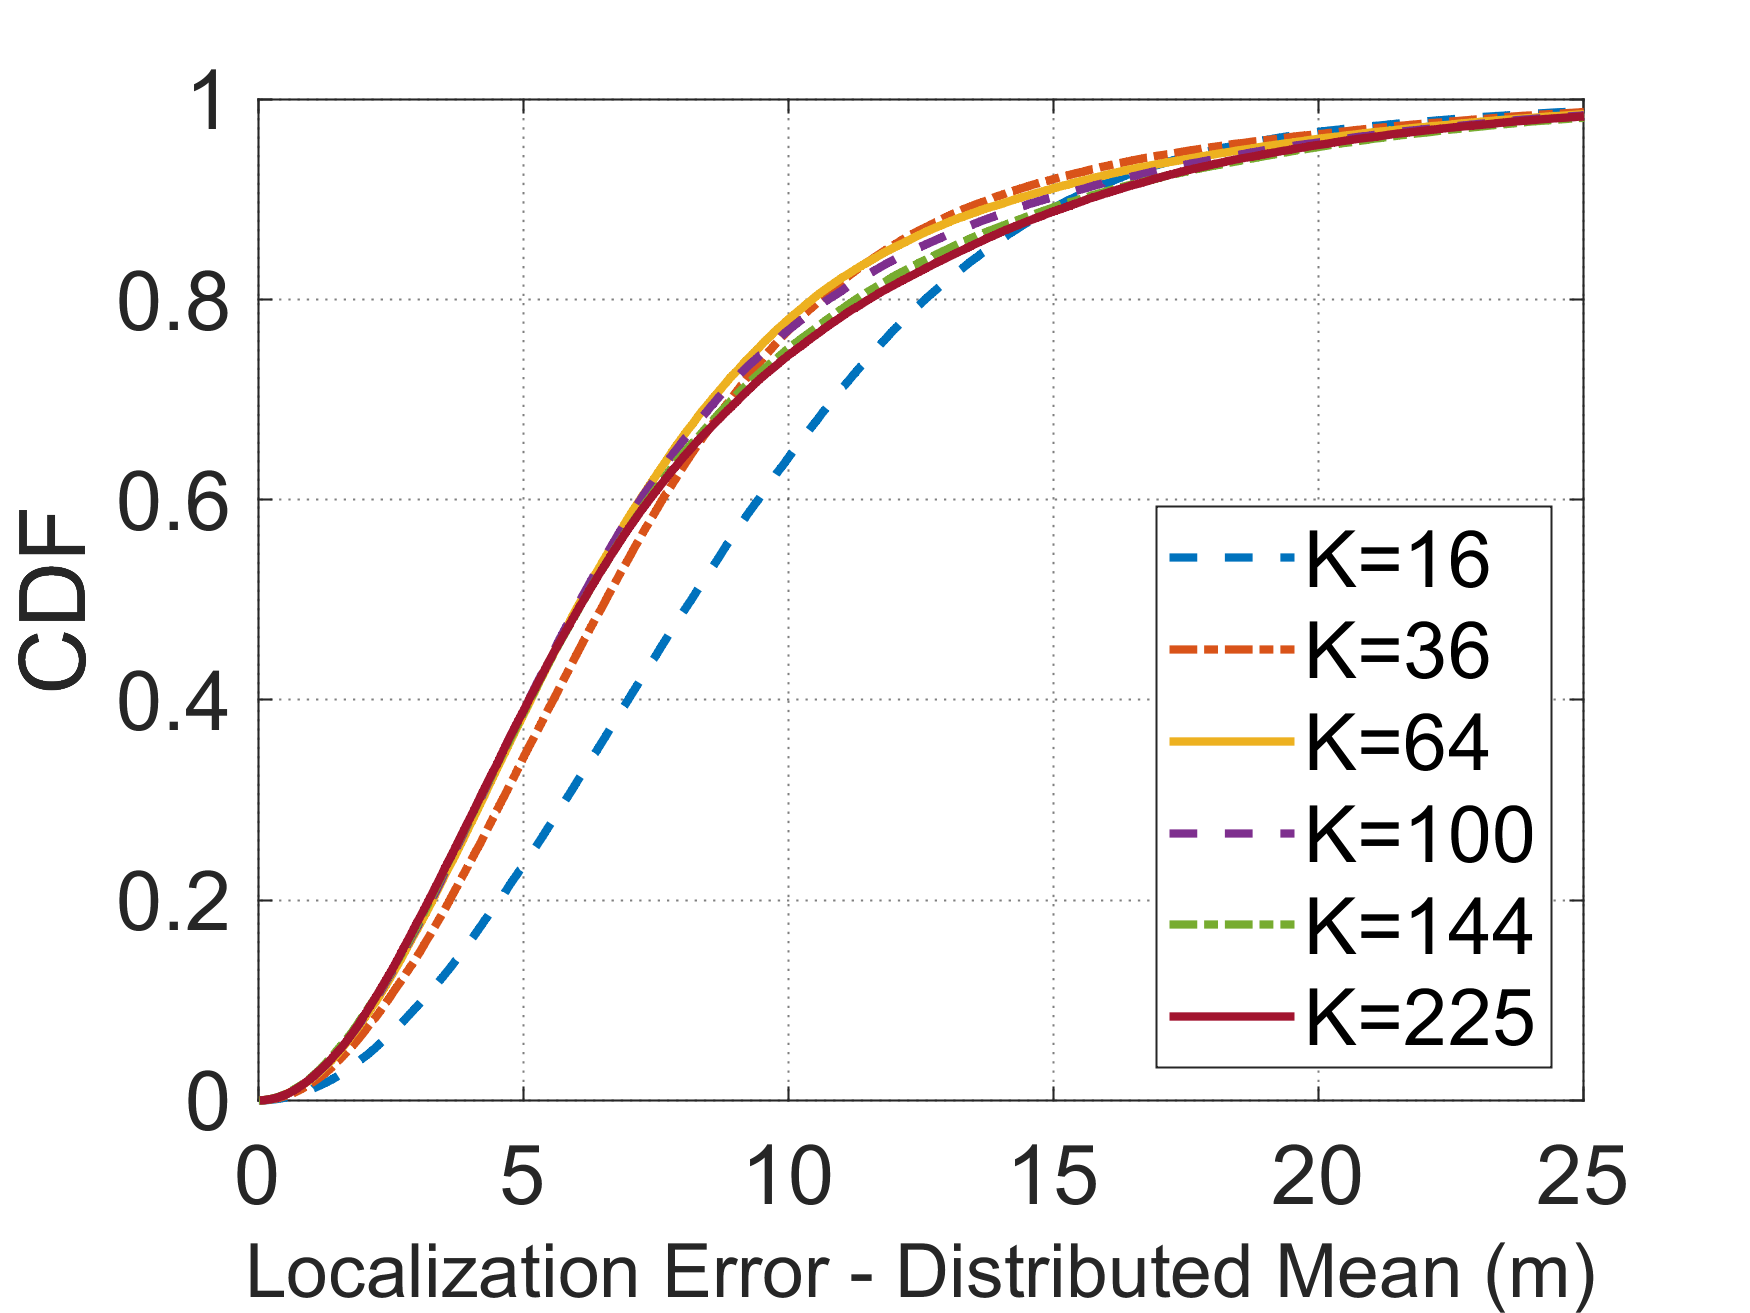 1
0.8
0.6
0.4
0.2
0
CDF
K=16
K=36
K=64
K=100
K=144
K=225
0 5 10 15 20 25
Localization Error - Distributed Mean (m)